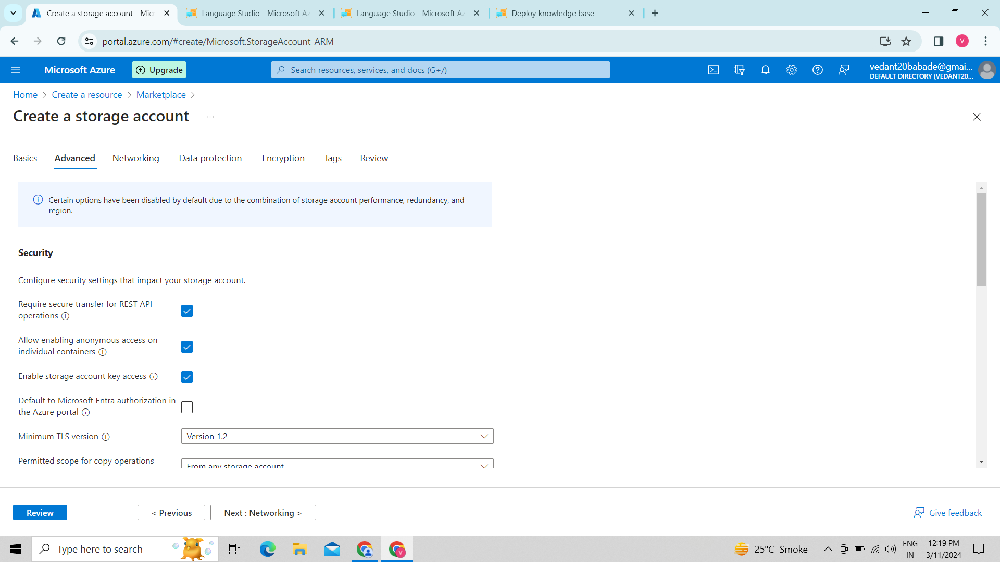 Create a storage account - Micr
Language Studio - Microsoft Az
Language Studio - Microsoft Az
Deploy knowledge base
portal.azure.com/#create/Microsoft.StorageAccount-ARM
V
Microsoft Azure
Upgrade
Search resources, services, and docs (G+/)
vedant20babade@gmai...
DEFAULT DIRECTORY (VEDANT20...
Home > Create a resource > Marketplace >
Create a storage account ...
Basics Advanced Networking Data protection Encryption Tags Review
Certain options have been disabled by default due to the combination of storage account performance, redundancy, and
region.
Security
Configure security settings that impact your storage account.
Require secure transfer for REST API
operations
Allow enabling anonymous access on
individual containers
Enable storage account key access
Default to Microsoft Entra authorization in
the Azure portal
Minimum TLS version
Version 1.2
Permitted scope for copy operations
From any storage account
Review
< Previous
Next : Networking >
Give feedback
Type here to search
V
25°C Smoke
ENG
IN
12:19 PM
3/11/2024